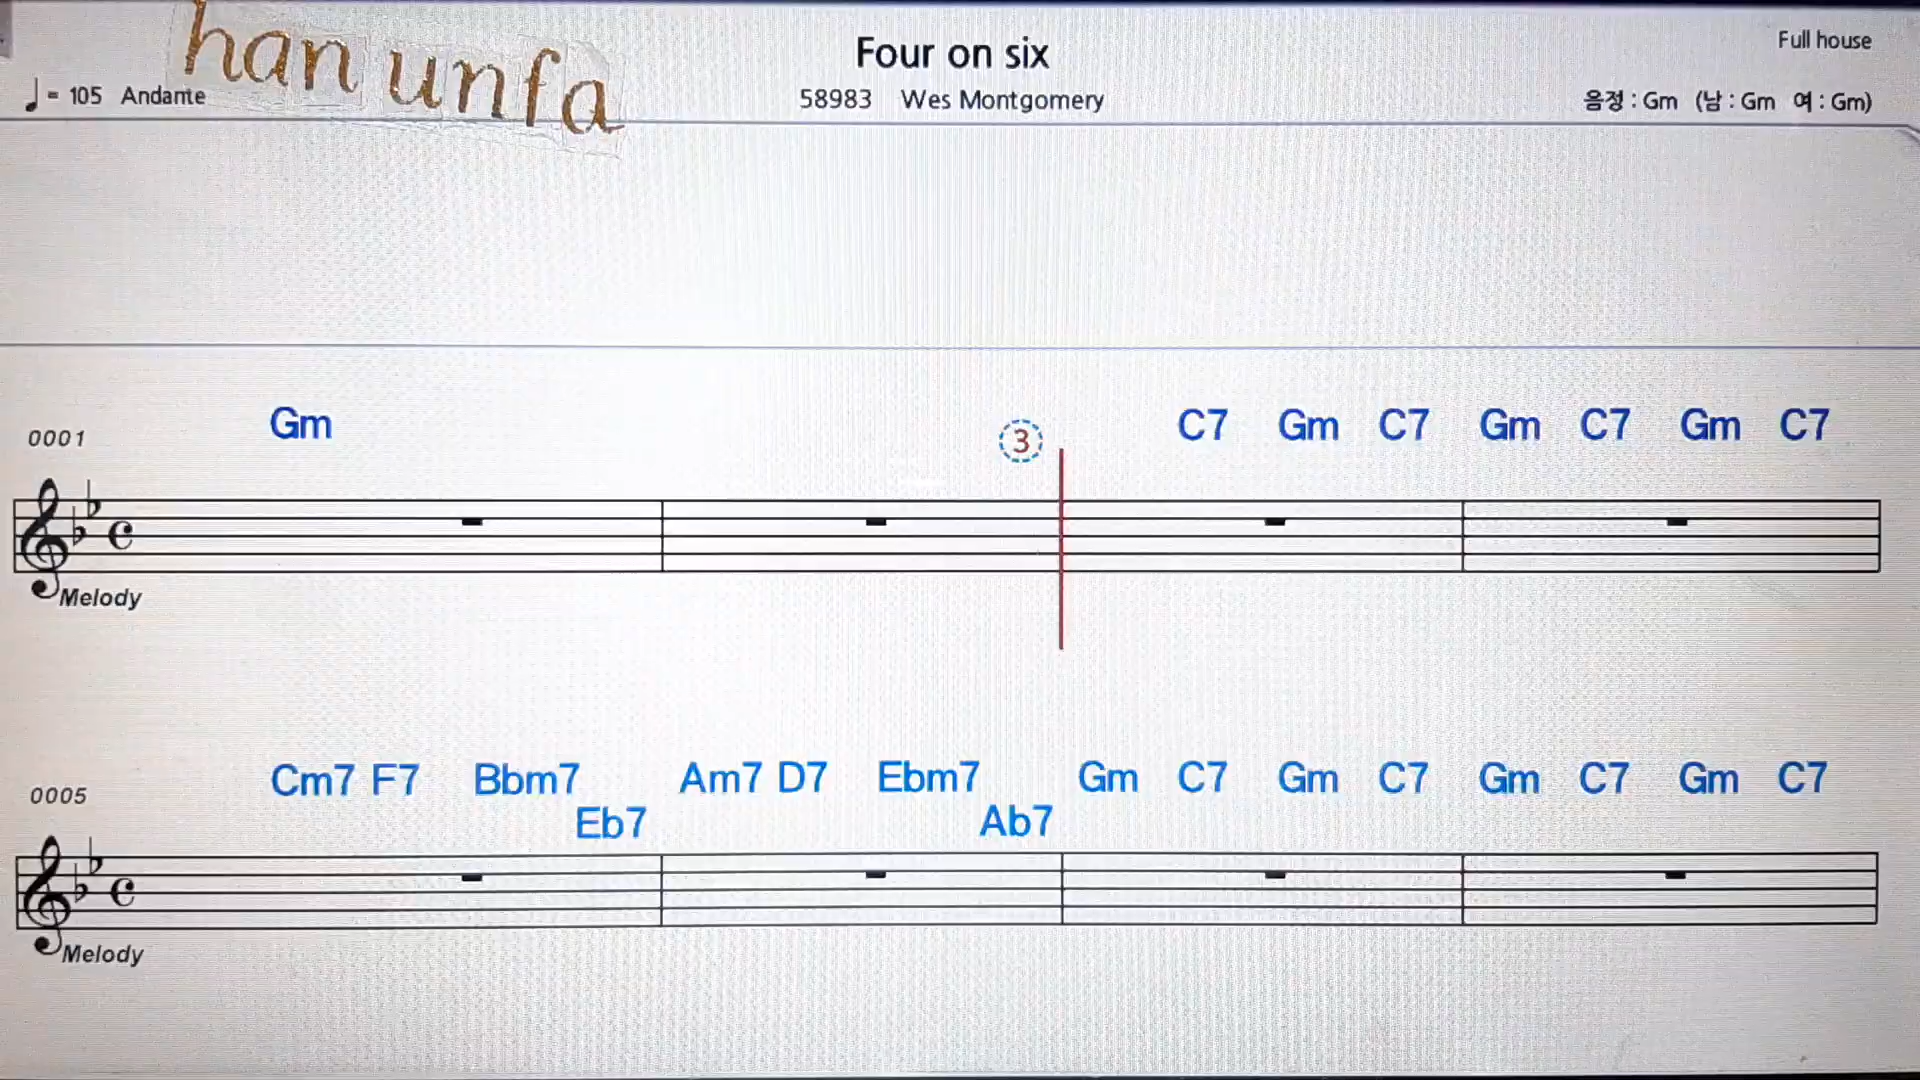 han unfa
Four on six
Full house
= 105 Andante
58983 Wes Montgomery
음정 : Gm (남 : Gm 여 : Gm)
0001
Gm
3
C7 Gm C7 Gm C7 Gm C7
Melody
0005
Cm7 F7 Bbm7 Eb7 Am7 D7 Ebm7 Ab7 Gm C7 Gm C7 Gm C7 Gm C7
Melody